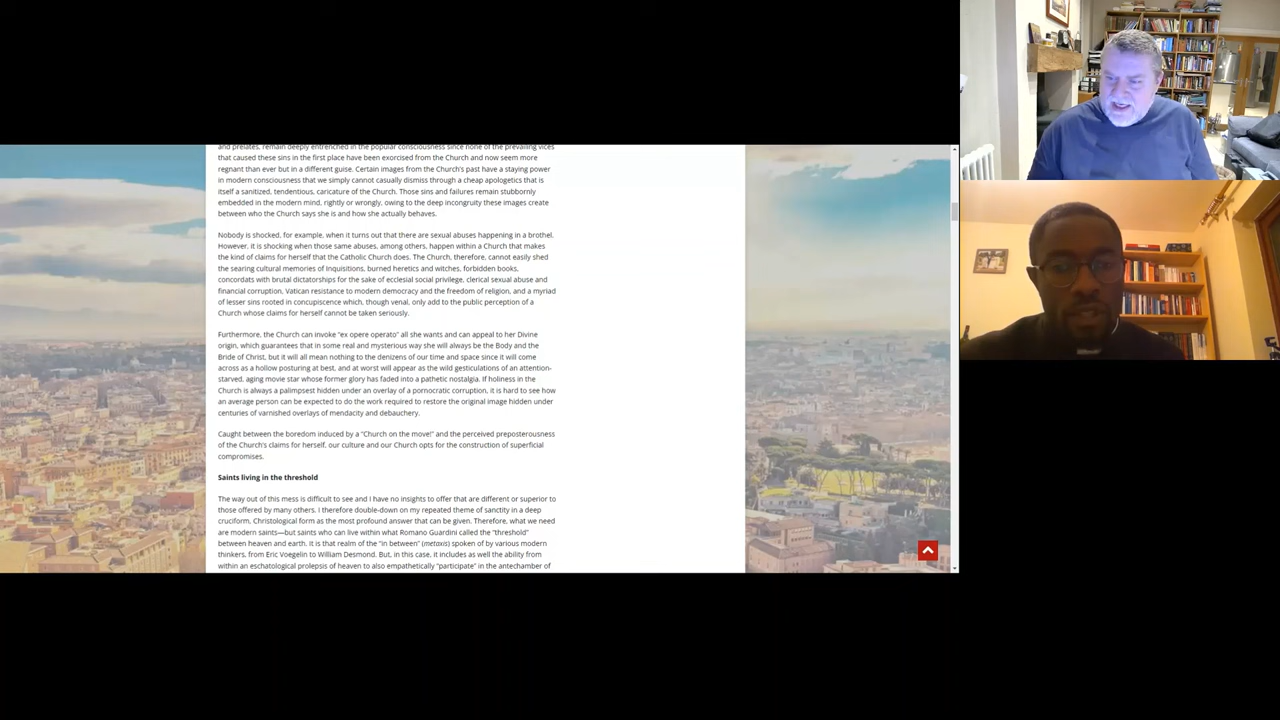 and prelates, remain deeply entrenched in the popular consciousness since none of the prevailing vices
that caused these sins in the first place have been exorcised from the Church and now seem more
regnant than ever but in a different guise. Certain images from the Church's past have a staying power
in modern consciousness that we simply cannot casually dismiss through a cheap apologetics that is
itself a sanitized, tendentious, caricature of the Church. Those sins and failures remain stubbornly
embedded in the modern mind, rightly or wrongly, owing to the deep incongruity these images create
between who the Church says she is and how she actually behaves.
Nobody is shocked, for example, when it turns out that there are sexual abuses happening in a brothel.
However, it is shocking when those same abuses, among others, happen within a Church that makes
the kind of claims for herself that the Catholic Church does. The Church, therefore, cannot easily shed
the searing cultural memories of Inquisitions, burned heretics and witches, forbidden books,
concordats with brutal dictatorships for the sake of ecclesial social privilege, clerical sexual abuse and
financial corruption, Vatican resistance to modern democracy and the freedom of religion, and a myriad
of lesser sins rooted in concupiscence which, though venal, only add to the public perception of a
Church whose claims for herself cannot be taken seriously.
Furthermore, the Church can invoke "ex opere operato" all she wants and can appeal to her Divine
origin, which guarantees that in some real and mysterious way she will always be the Body and the
Bride of Christ, but it will all mean nothing to the denizens of our time and space since it will come
across as a hollow posturing at best, and at worst will appear as the wild gesticulations of an attention-
starved, aging movie star whose former glory has faded into a pathetic nostalgia. If holiness in the
Church is always a palimpsest hidden under an overlay of a pornocratic corruption, it is hard to see how
an average person can be expected to do the work required to restore the original image hidden under
centuries of varnished overlays of mendacity and debauchery.
Caught between the boredom induced by a "Church on the move!" and the perceived preposterousness
of the Church's claims for herself, our culture and our Church opts for the construction of superficial
compromises.
Saints living in the threshold
The way out of this mess is difficult to see and I have no insights to offer that are different or superior to
those offered by many others. I therefore double-down on my repeated theme of sanctity in a deep
cruciform, Christological form as the most profound answer that can be given. Therefore, what we need
are modern saints—but saints who can live within what Romano Guardini called the "threshold"
between heaven and earth. It is that realm of the "in between" (metaxis) spoken of by various modern
thinkers, from Eric Voegelin to William Desmond. But, in this case, it includes as well the ability from
within an eschatological prolepsis of heaven to also empathetically "participate" in the antechamber of